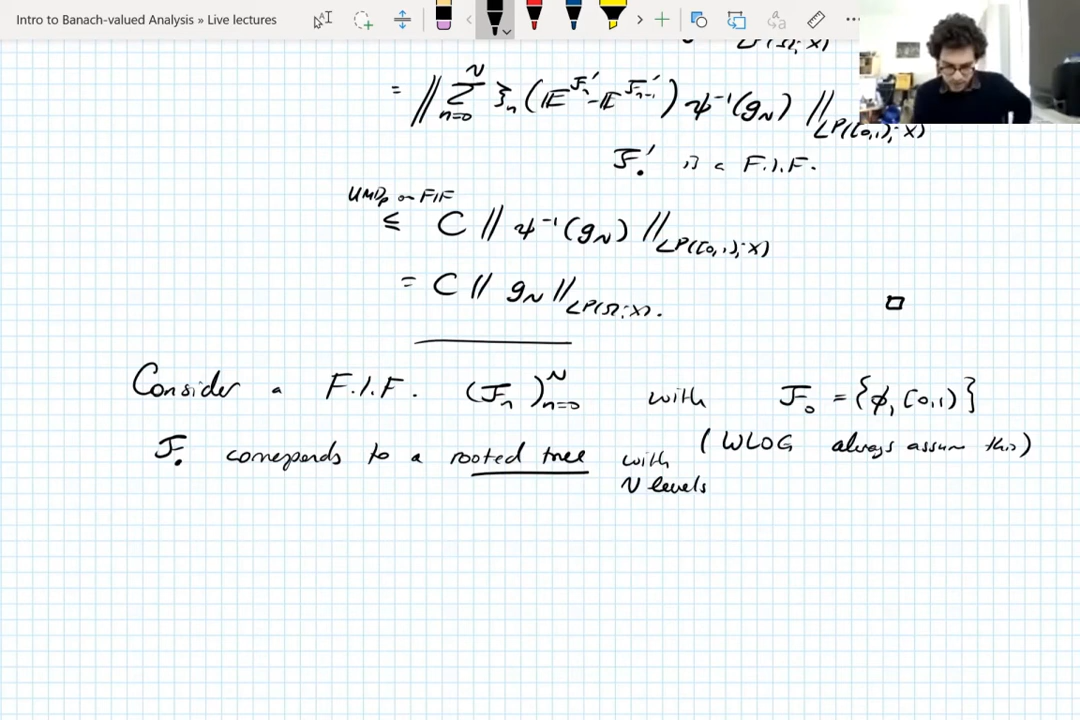 Intro to Banach-valued Analysis » Live lectures
L^P(Ω; X)
= || Σ_{n=0}^{N} ξ_n (𝔼^{F_n'} - 𝔼^{F_{n-1}'}) ψ^{-1}(g_N) ||_{L^P([0,1); X)}
F.' is a F.I.F.
UMD_p on FIF
≤ C || ψ^{-1}(g_N) ||_{L^P([0,1); X)}
= C || g_N ||_{L^P(Ω; X)}. □
Consider a F.I.F. (F_n)_{n=0}^{N} with F_0 = {ϕ, [0,1)}
(WLOG always assume this)
F. corresponds to a rooted tree with
N levels